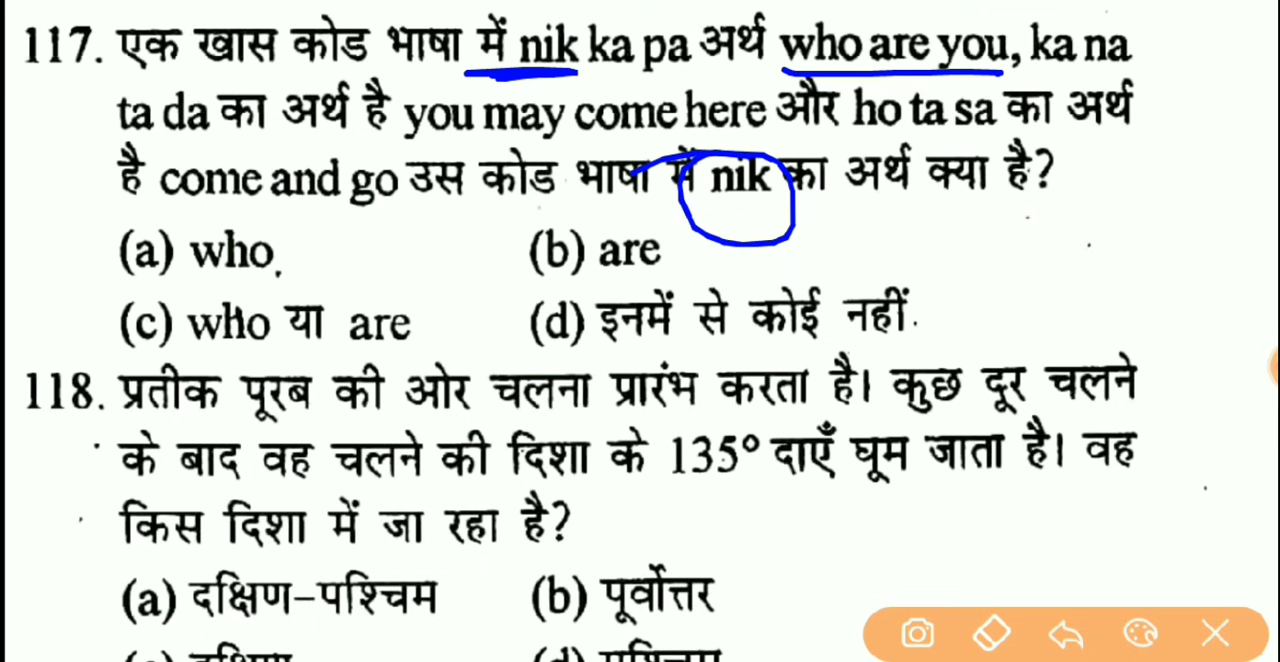 117. एक खास कोड भाषा में nik ka pa अर्थ who are you, ka na
ta da का अर्थ है you may come here और ho ta sa का अर्थ
है come and go उस कोड भाषा में nik का अर्थ क्या है?
(a) who (b) are
(c) who या are (d) इनमें से कोई नहीं.
118. प्रतीक पूरब की ओर चलना प्रारंभ करता है। कुछ दूर चलने
के बाद वह चलने की दिशा के 135° दाएँ घूम जाता है। वह
किस दिशा में जा रहा है?
(a) दक्षिण-पश्चिम (b) पूर्वोत्तर